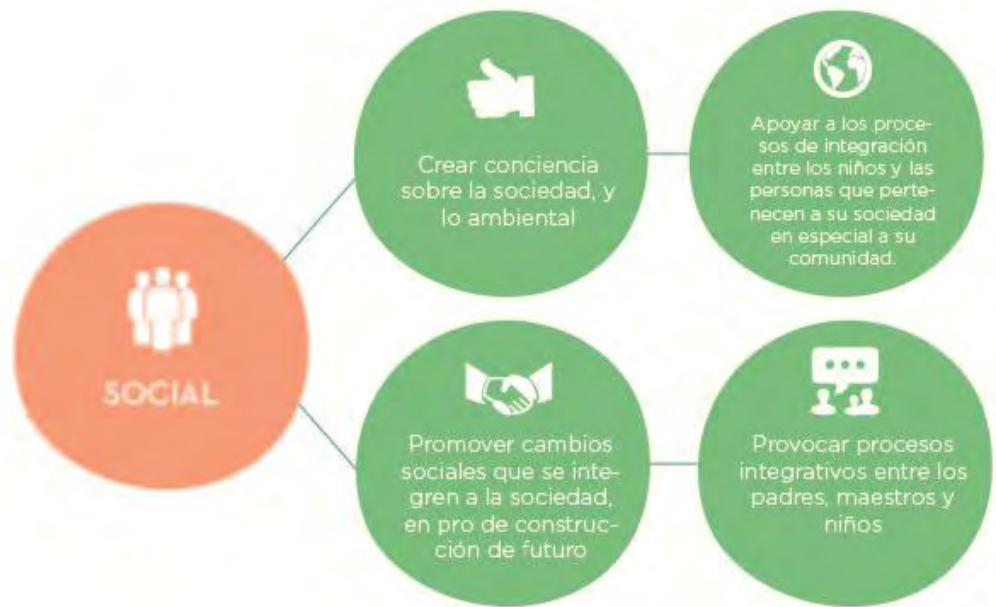 SOCIAL
Crear conciencia
sobre la sociedad, y
lo ambiental
Apoyar a los proce-
sos de integración
entre los niños y las
personas que perte-
necen a su sociedad
en especial a su
comunidad.
Promover cambios
sociales que se inte-
gren a la sociedad,
en pro de construc-
ción de futuro
Provocar procesos
integrativos entre los
padres, maestros y
niños